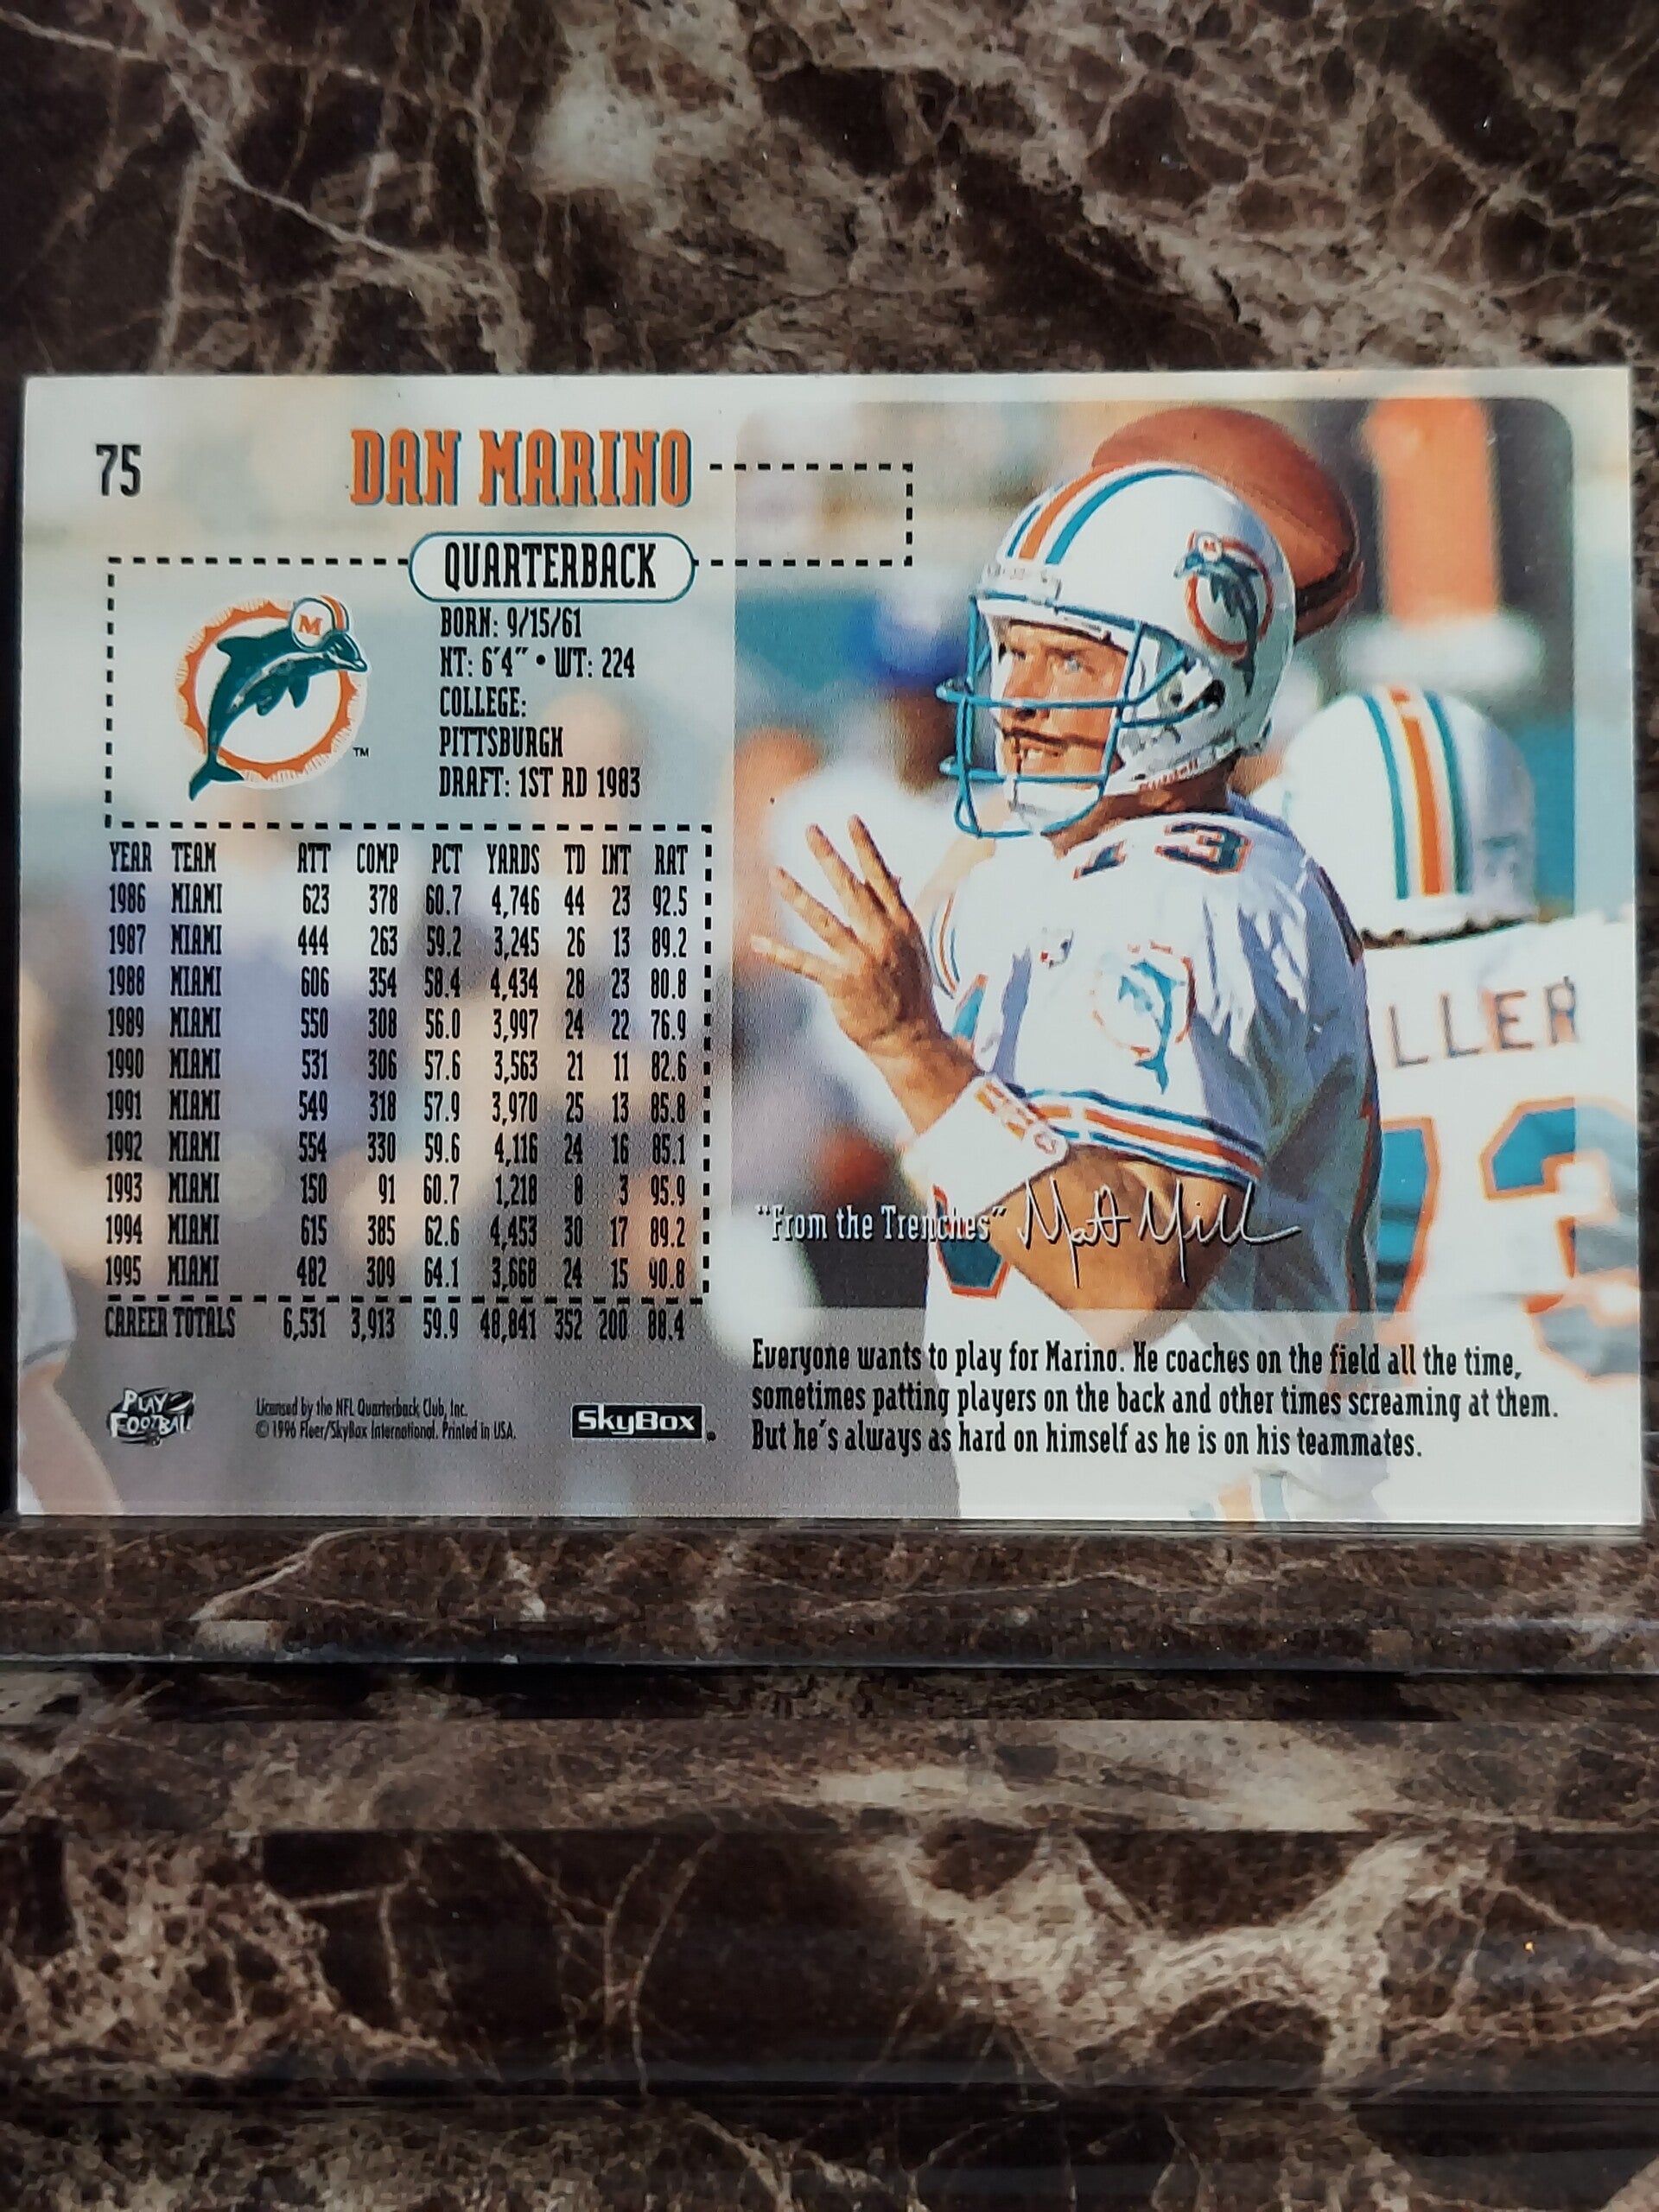 75
DAN MARINO
QUARTERBACK
M
TM
BORN: 9/15/61
HT: 6'4" • WT: 224
COLLEGE:
PITTSBURGH
DRAFT: 1ST RD 1983
YEAR TEAM ATT COMP PCT YARDS TD INT RAT
1986 MIAMI 623 378 60.7 4,746 44 23 92.5
1987 MIAMI 444 263 59.2 3,245 26 13 89.2
1988 MIAMI 606 354 58.4 4,434 28 23 80.8
1989 MIAMI 550 308 56.0 3,997 24 22 76.9
1990 MIAMI 531 306 57.6 3,563 21 11 82.6
1991 MIAMI 549 318 57.9 3,970 25 13 85.8
1992 MIAMI 554 330 59.6 4,116 24 16 85.1
1993 MIAMI 150 91 60.7 1,218 8 3 95.9
1994 MIAMI 615 385 62.6 4,453 30 17 89.2
1995 MIAMI 482 309 64.1 3,668 24 15 90.8
CAREER TOTALS 6,531 3,913 59.9 48,841 352 200 88.4
PLAY
FOOTBALL
Licensed by the NFL Quarterback Club, Inc.
© 1996 Fleer/SkyBox International. Printed in USA.
SkyBox
13
LLER
73
"From the Trenches" Matt Mill
Everyone wants to play for Marino. He coaches on the field all the time,
sometimes patting players on the back and other times screaming at them.
But he's always as hard on himself as he is on his teammates.